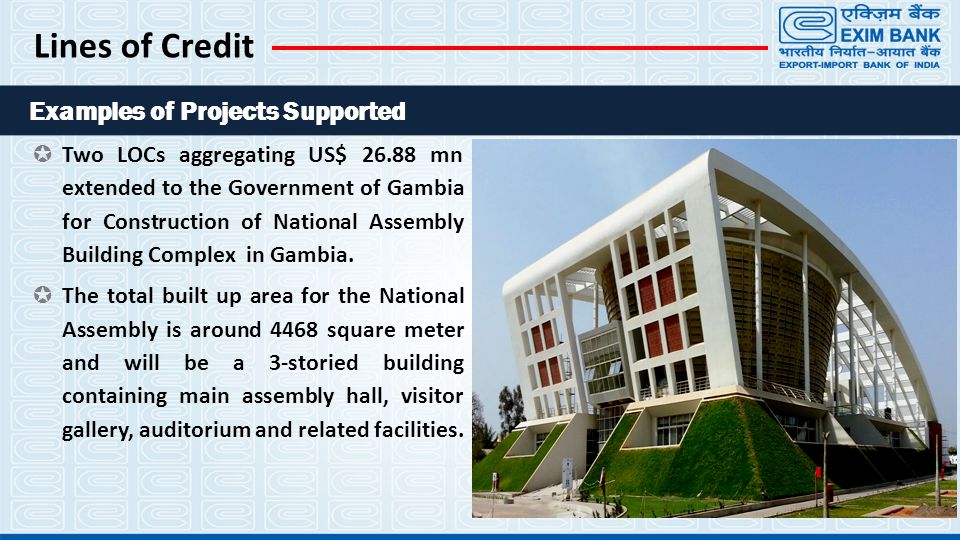 Lines of Credit
एक्ज़िम बैंक
EXIM BANK
भारतीय निर्यात-आयात बैंक
EXPORT-IMPORT BANK OF INDIA
Examples of Projects Supported
Two LOCs aggregating US$ 26.88 mn
extended to the Government of Gambia
for Construction of National Assembly
Building Complex in Gambia.
The total built up area for the National
Assembly is around 4468 square meter
and will be a 3-storied building
containing main assembly hall, visitor
gallery, auditorium and related facilities.